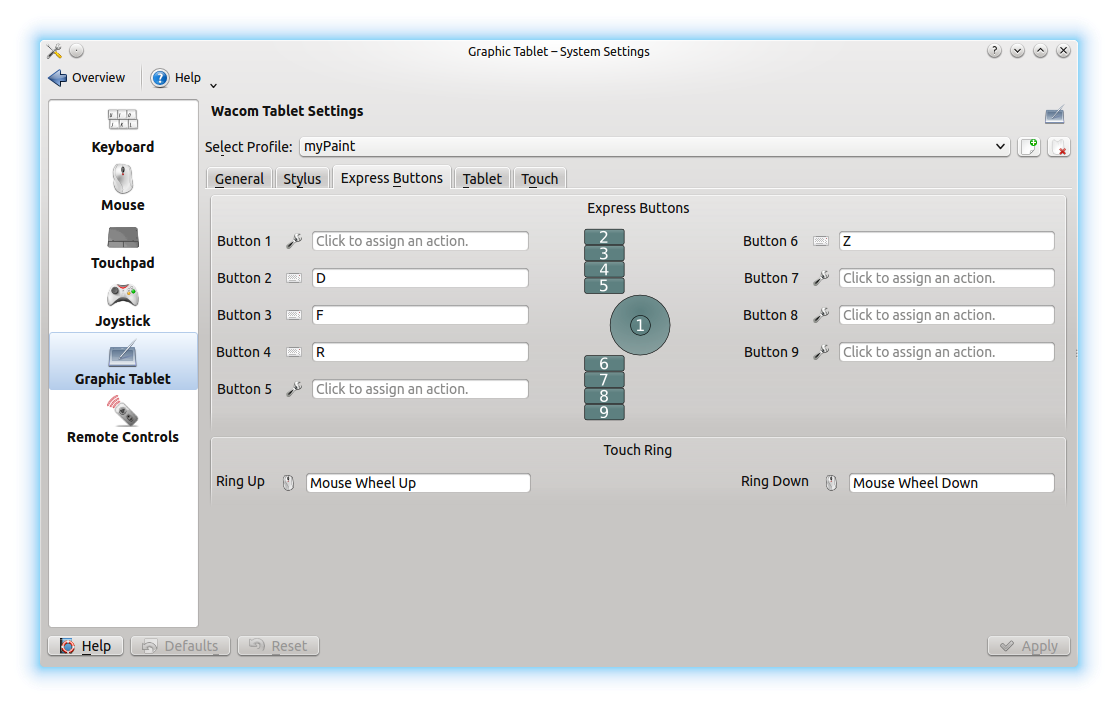 Graphic Tablet – System Settings
Overview
Help
Keyboard
Mouse
Touchpad
Joystick
Graphic Tablet
Remote Controls
Wacom Tablet Settings
Select Profile: myPaint
General Stylus Express Buttons Tablet Touch
Express Buttons
Button 1 Click to assign an action.
Button 2 D
Button 3 F
Button 4 R
Button 5 Click to assign an action.
2
3
4
5
1
6
7
8
9
Button 6 Z
Button 7 Click to assign an action.
Button 8 Click to assign an action.
Button 9 Click to assign an action.
Touch Ring
Ring Up Mouse Wheel Up
Ring Down Mouse Wheel Down
Help Defaults Reset Apply